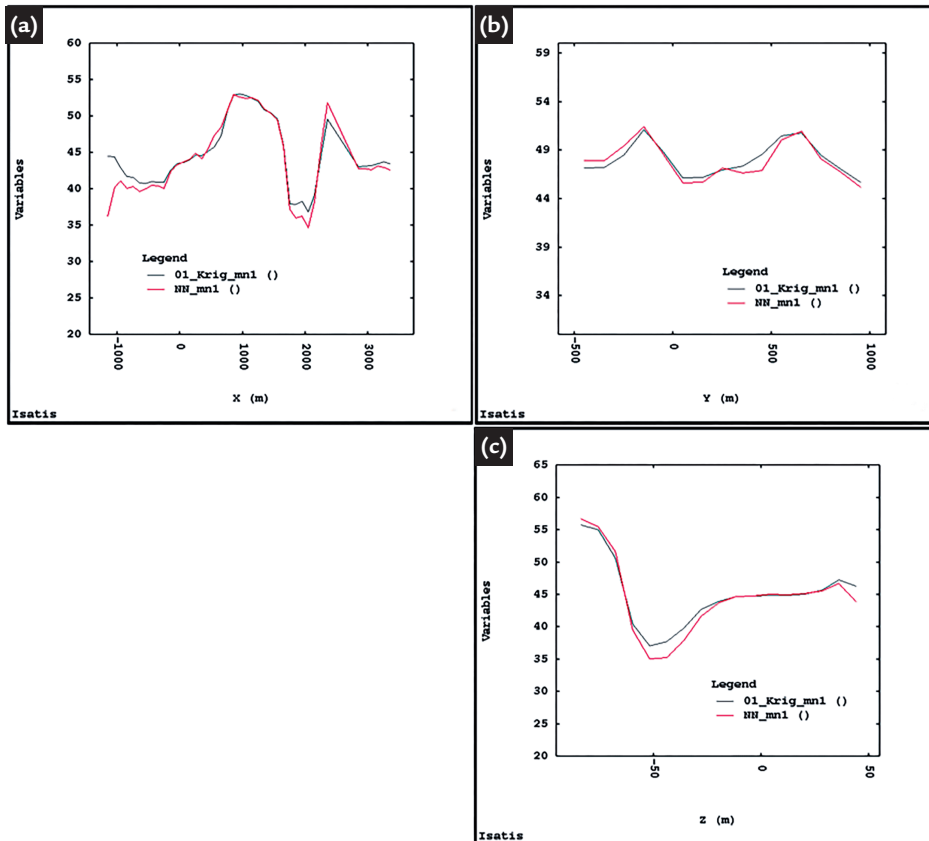 (a)
60
55
50
45
40
35
30
25
20
Variables
Legend
01_Krig_mn1 ()
NN_mn1 ()
-1000
0
1000
2000
3000
X (m)
Isatis
(b)
59
54
49
44
39
34
Variables
Legend
01_Krig_mn1 ()
NN_mn1 ()
-500
0
500
1000
Y (m)
Isatis
(c)
65
60
55
50
45
40
35
30
25
20
Variables
Legend
01_Krig_mn1 ()
NN_mn1 ()
-50
0
50
Z (m)
Isatis